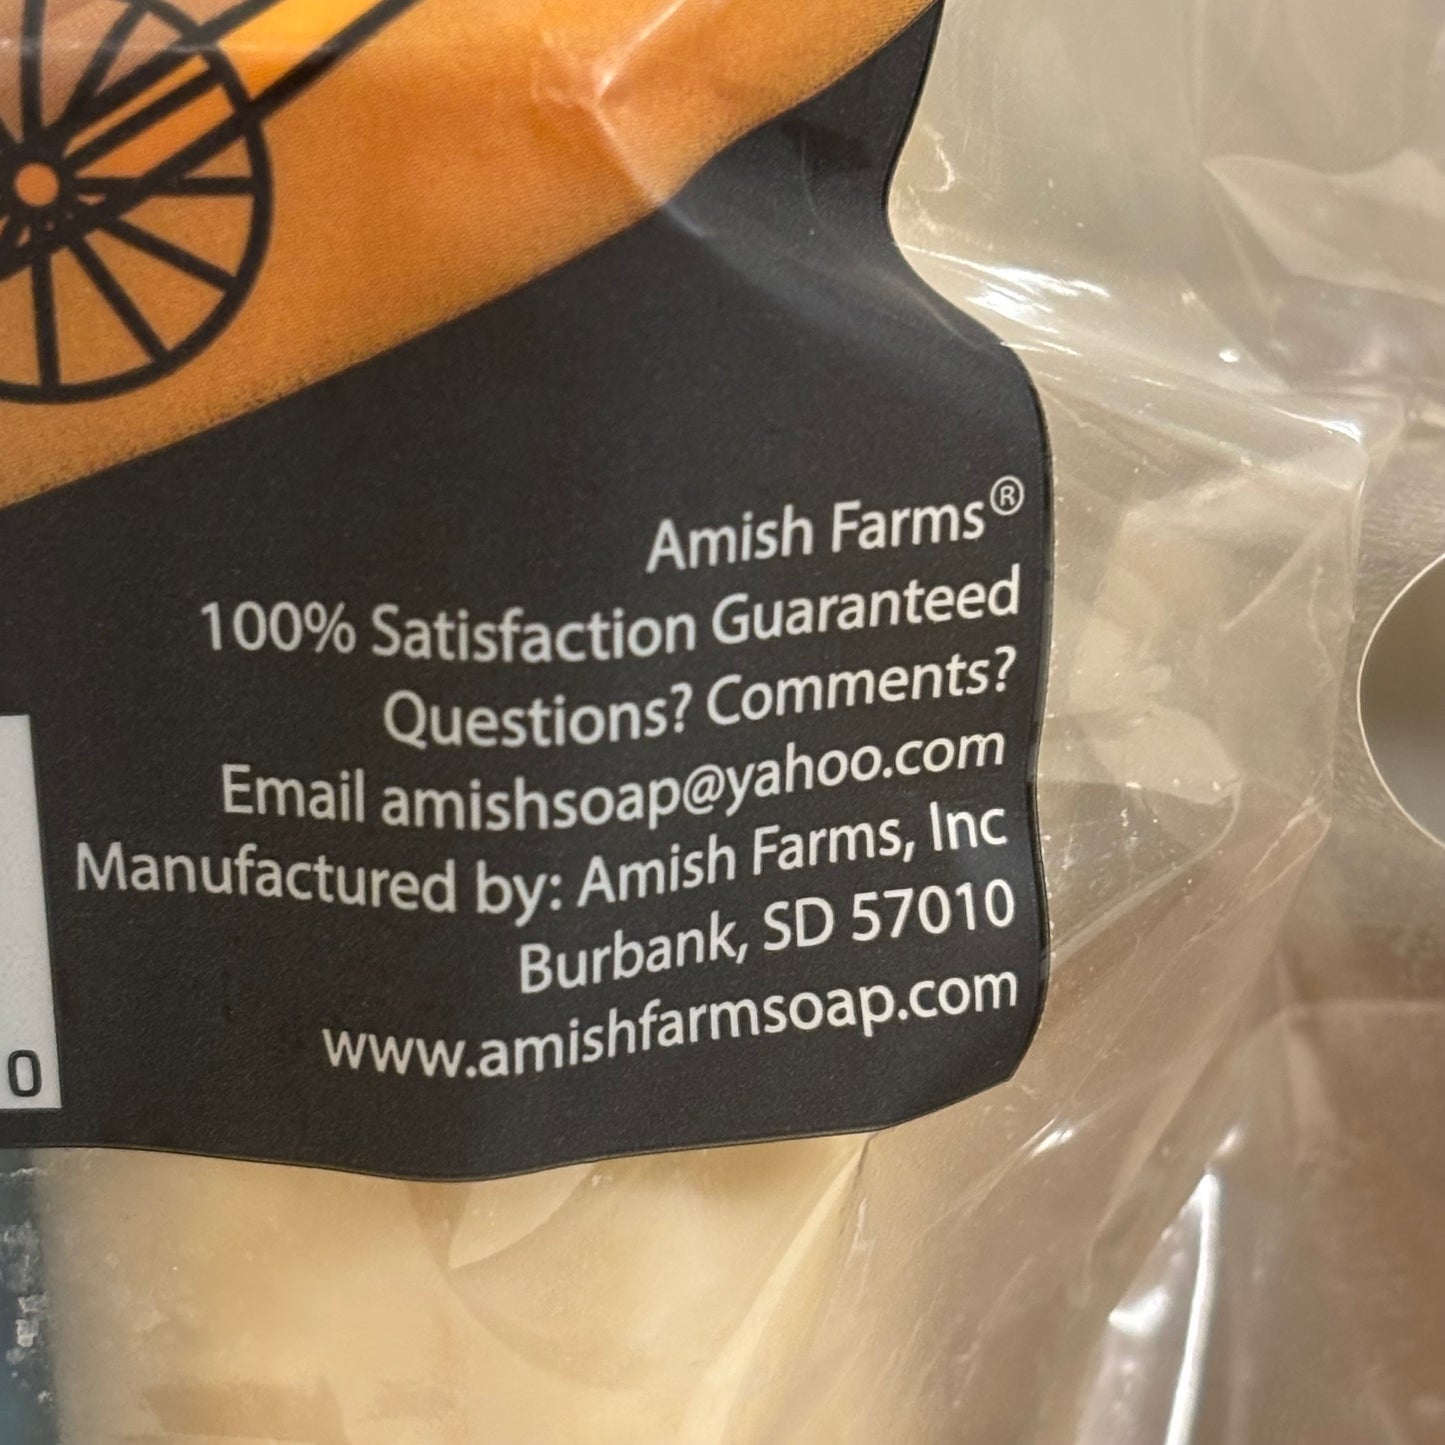 Amish Farms®
100% Satisfaction Guaranteed
Questions? Comments?
Email amishsoap@yahoo.com
Manufactured by: Amish Farms, Inc
Burbank, SD 57010
www.amishfarmsoap.com
0